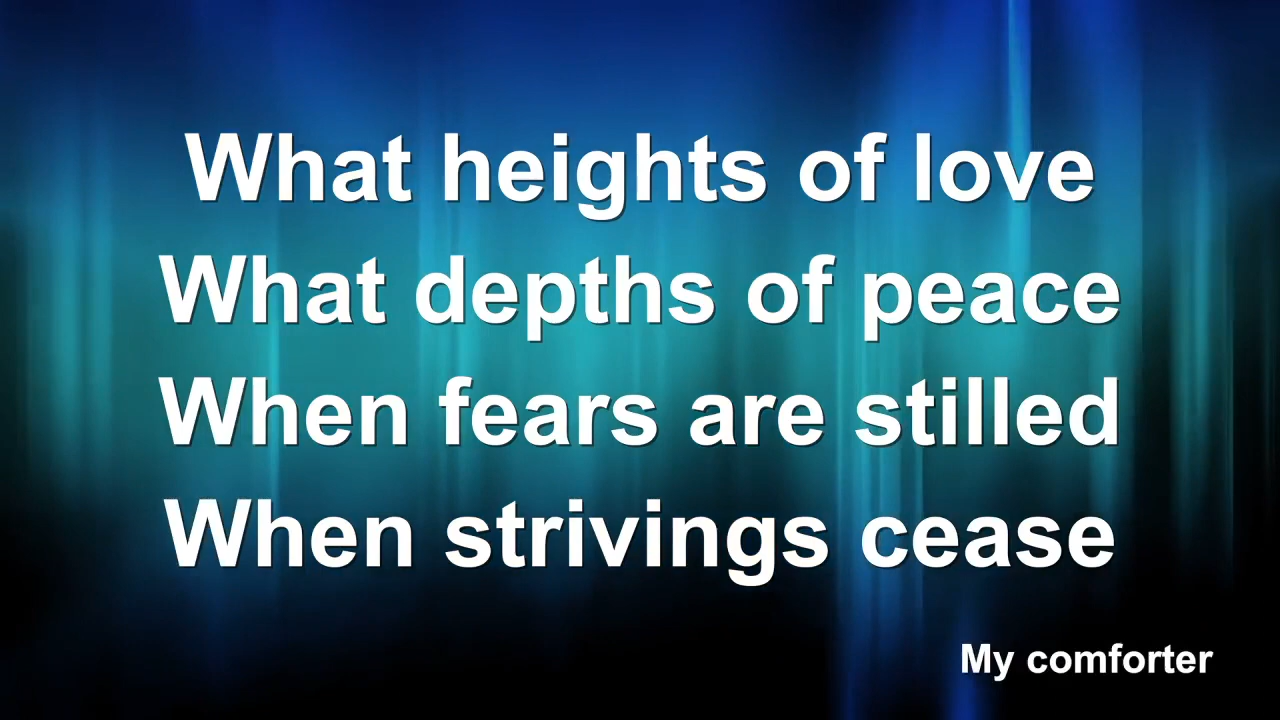 What heights of love
What depths of peace
When fears are stilled
When strivings cease
My comforter